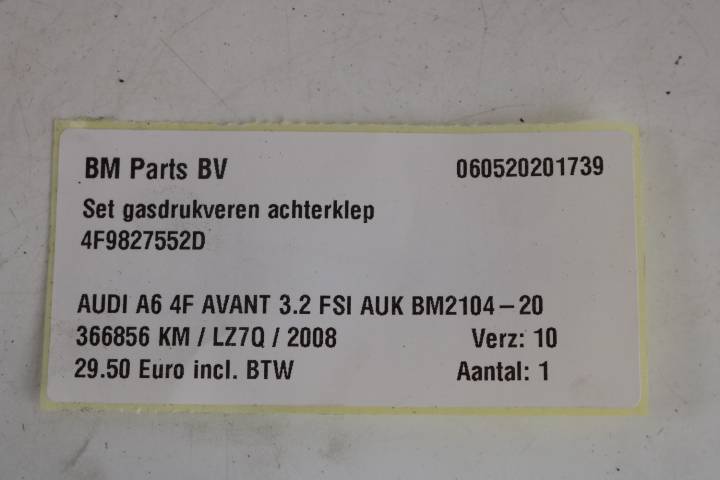 BM Parts BV 060520201739
Set gasdrukveren achterklep
4F9827552D
AUDI A6 4F AVANT 3.2 FSI AUK BM2104-20
366856 KM / LZ7Q / 2008 Verz: 10
29.50 Euro incl. BTW Aantal: 1